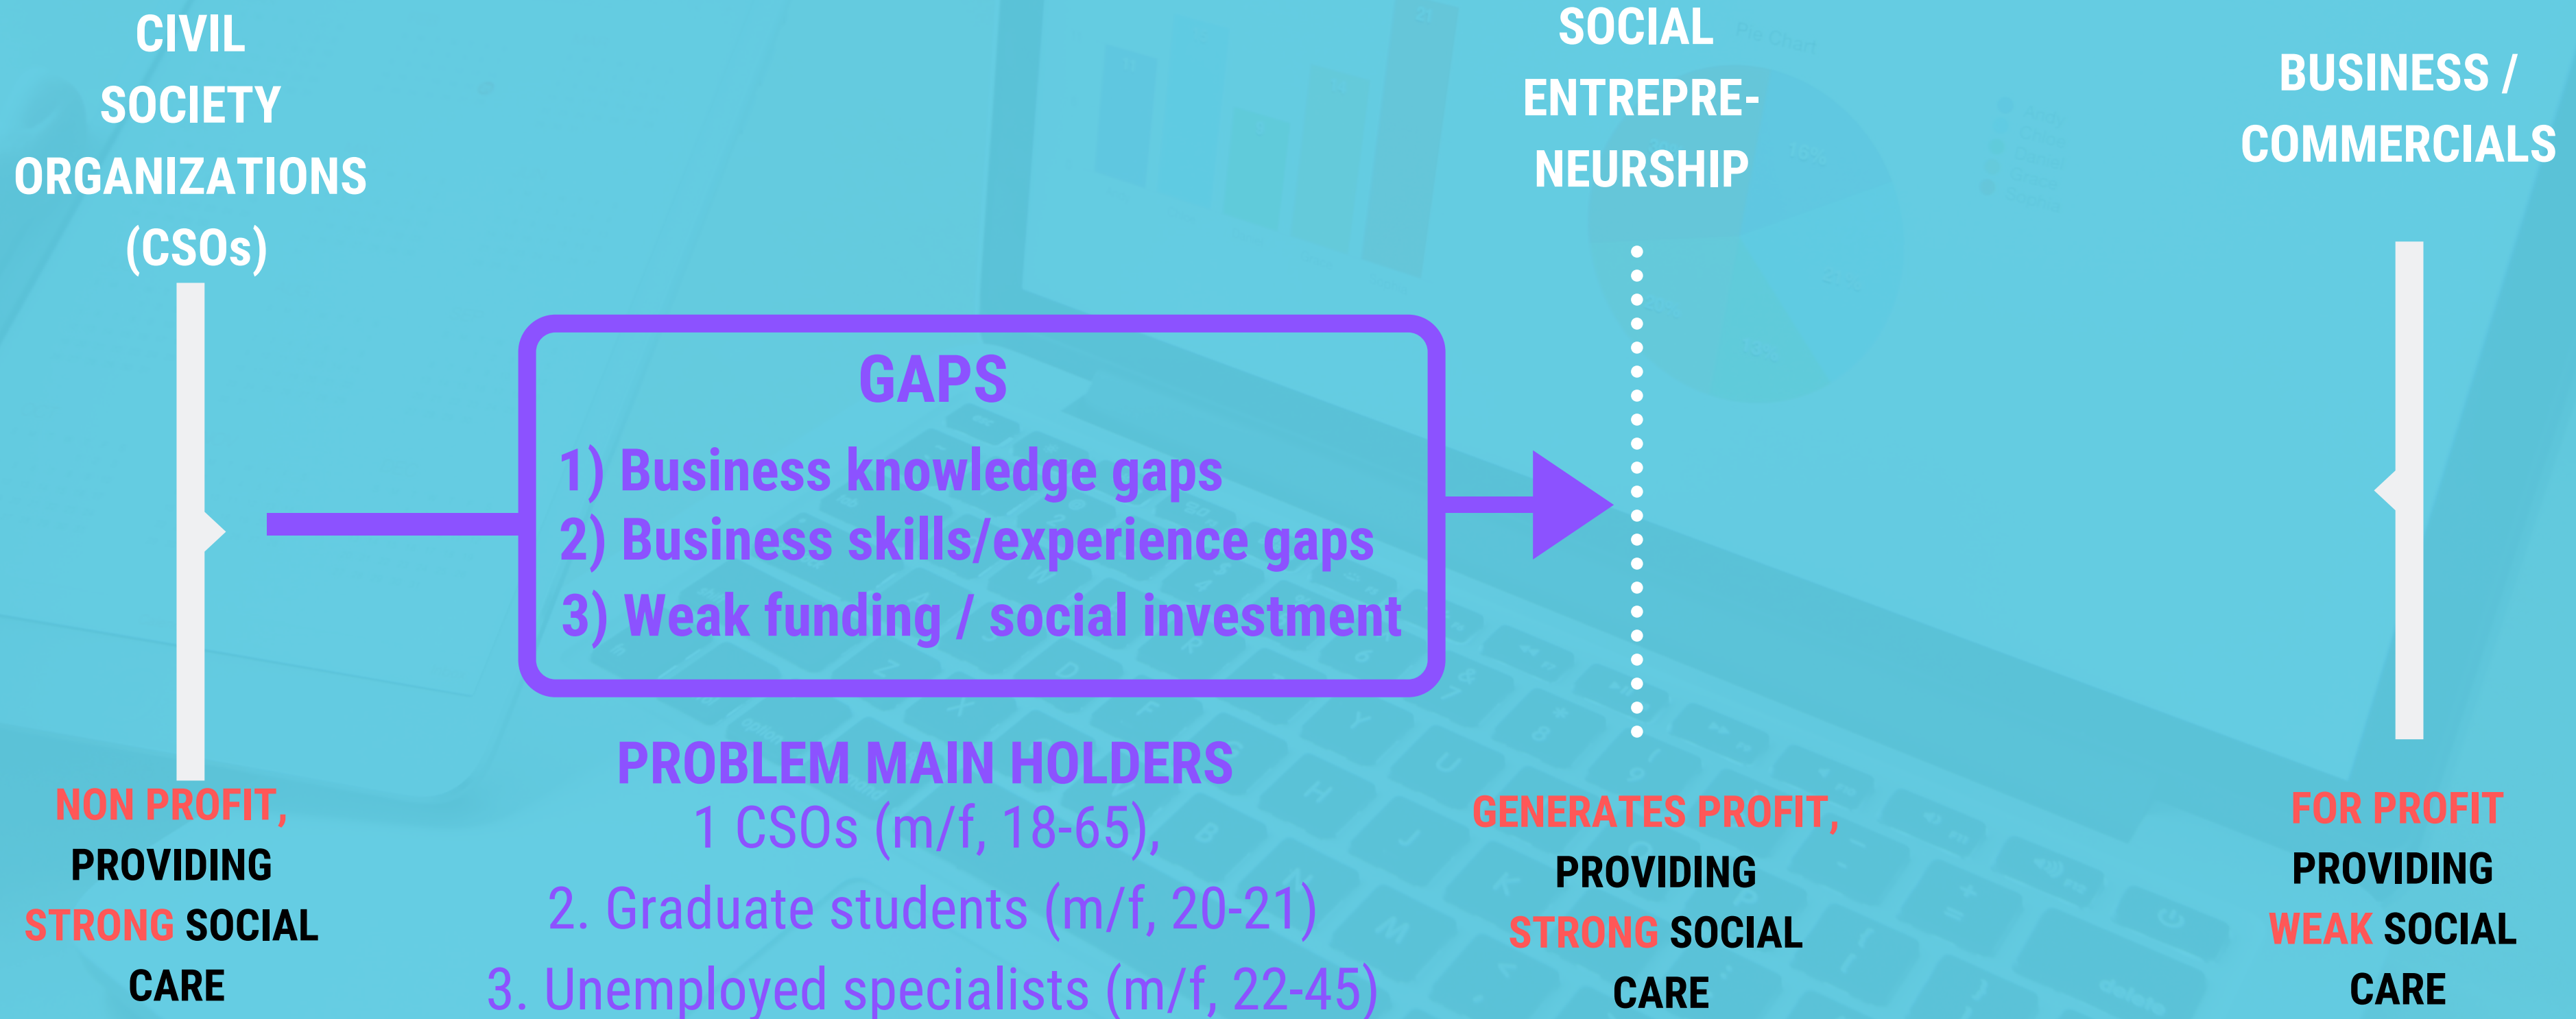 CIVIL
SOCIETY
ORGANIZATIONS
(CSOs)
NON PROFIT,
PROVIDING
STRONG SOCIAL
CARE
GAPS
1) Business knowledge gaps
2) Business skills/experience gaps
3) Weak funding / social investment
PROBLEM MAIN HOLDERS
1 CSOs (m/f, 18-65),
2. Graduate students (m/f, 20-21)
3. Unemployed specialists (m/f, 22-45)
SOCIAL
ENTREPRE-
NEURSHIP
GENERATES PROFIT,
PROVIDING
STRONG SOCIAL
CARE
BUSINESS /
COMMERCIALS
FOR PROFIT
PROVIDING
WEAK SOCIAL
CARE
Pie Chart
delete